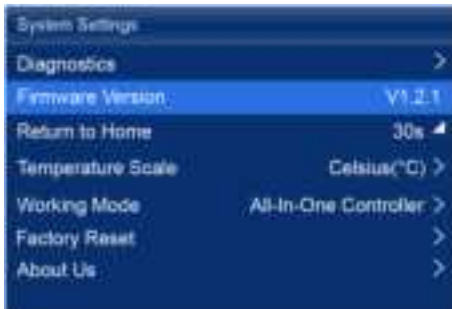 System Settings
Diagnostics >
Firmware Version V1.2.1
Return to Home 30s
Temperature Scale Celsius(°C) >
Working Mode All-In-One Controller >
Factory Reset >
About Us >